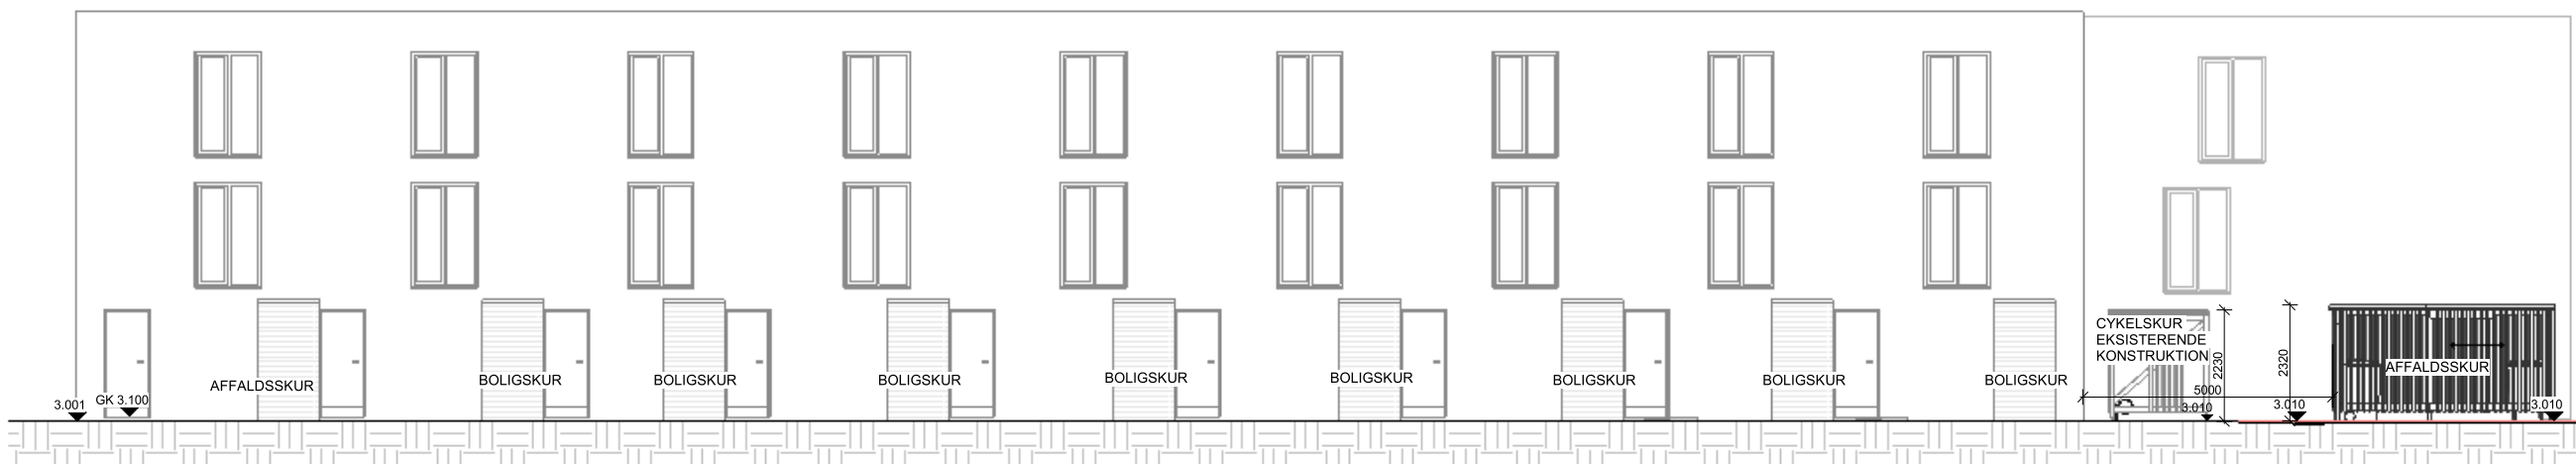 3.001
GK 3.100
AFFALDSSKUR
BOLIGSKUR
BOLIGSKUR
BOLIGSKUR
BOLIGSKUR
BOLIGSKUR
BOLIGSKUR
BOLIGSKUR
BOLIGSKUR
CYKELSKUR
EKSISTERENDE
KONSTRUKTION
2230
5000
3.010
2320
3.010
AFFALDSSKUR
3.010